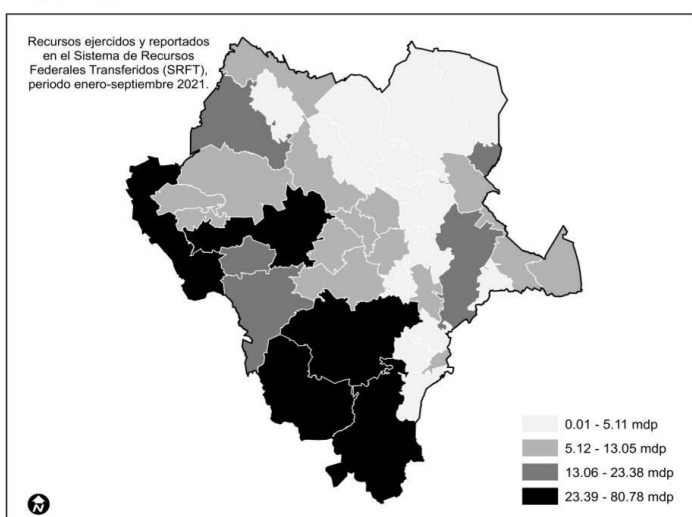 Recursos ejercidos y reportados
en el Sistema de Recursos
Federales Transferidos (SRFT),
periodo enero-septiembre 2021.
0.01 - 5.11 mdp
5.12 - 13.05 mdp
13.06 - 23.38 mdp
23.39 - 80.78 mdp
N